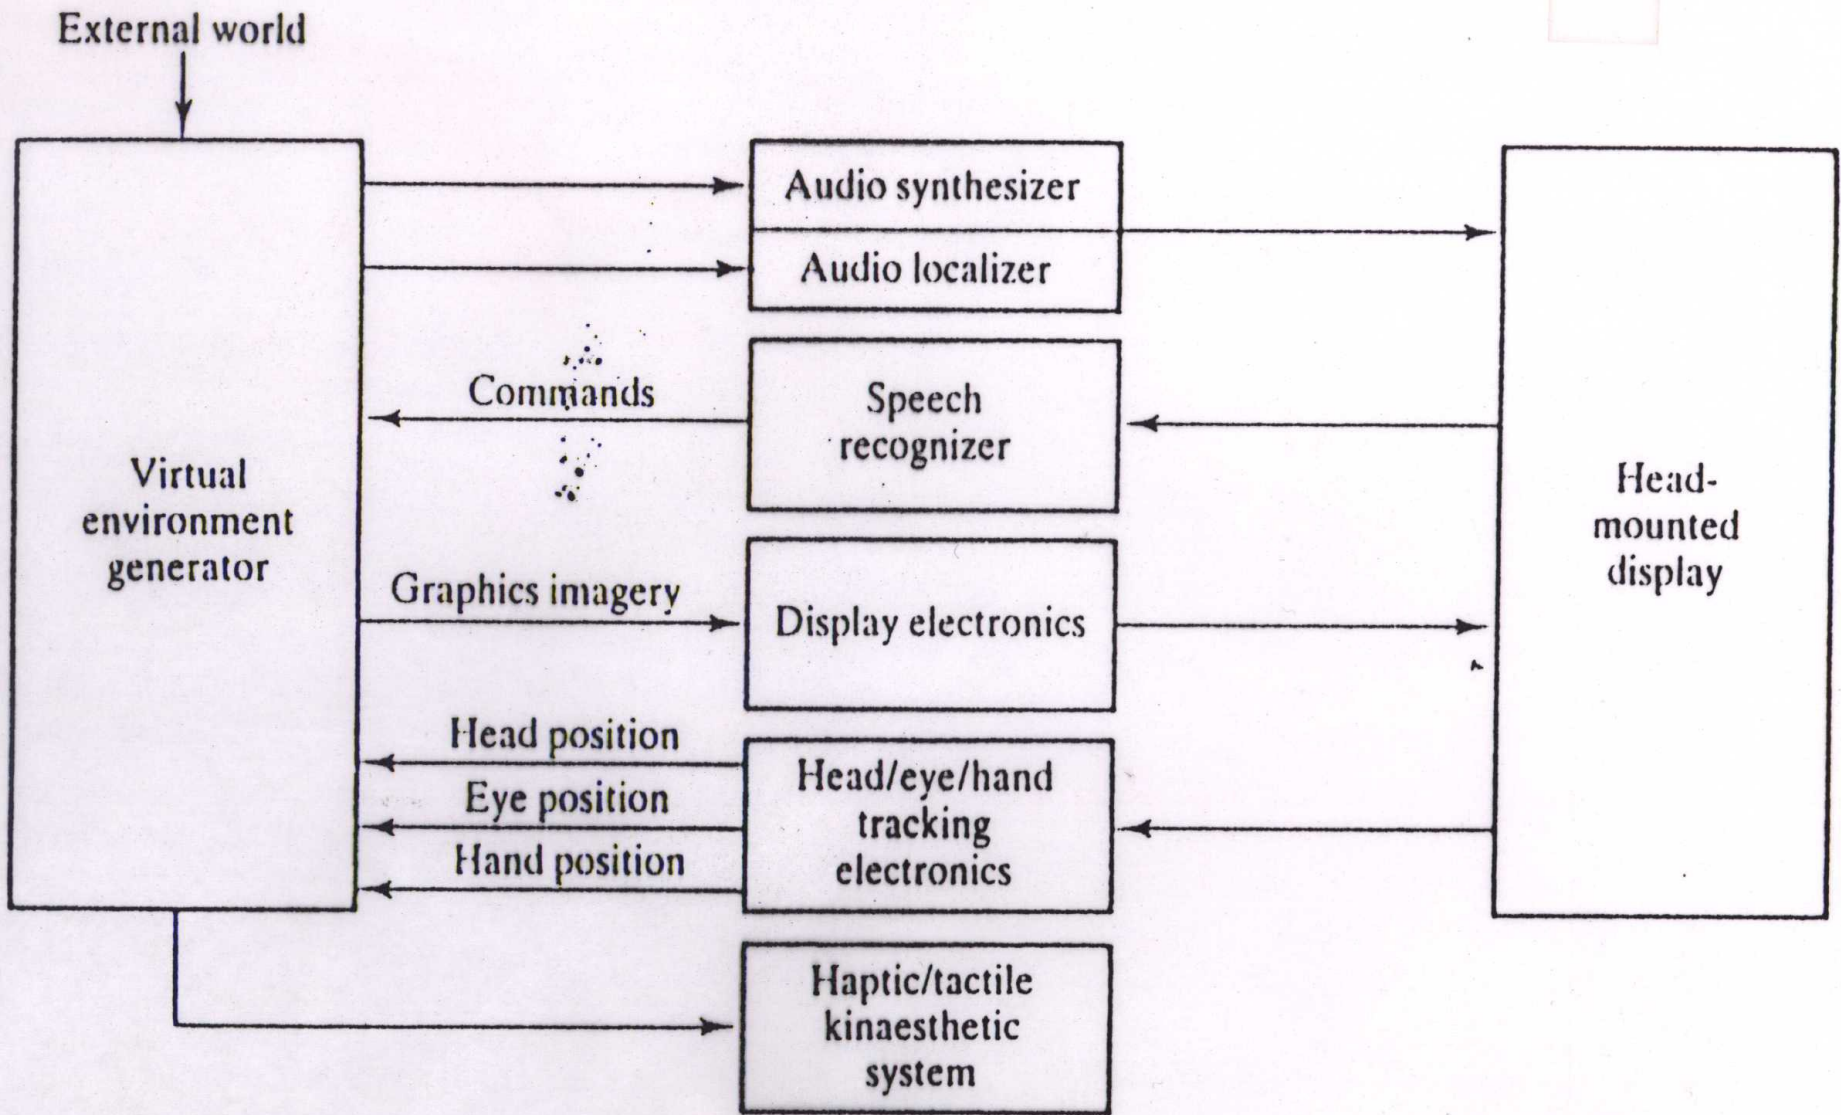 External world
Virtual
environment
generator
Audio synthesizer
Audio localizer
Commands
Speech
recognizer
Graphics imagery
Display electronics
Head position
Eye position
Hand position
Head/eye/hand
tracking
electronics
Haptic/tactile
kinaesthetic
system
Head-
mounted
display